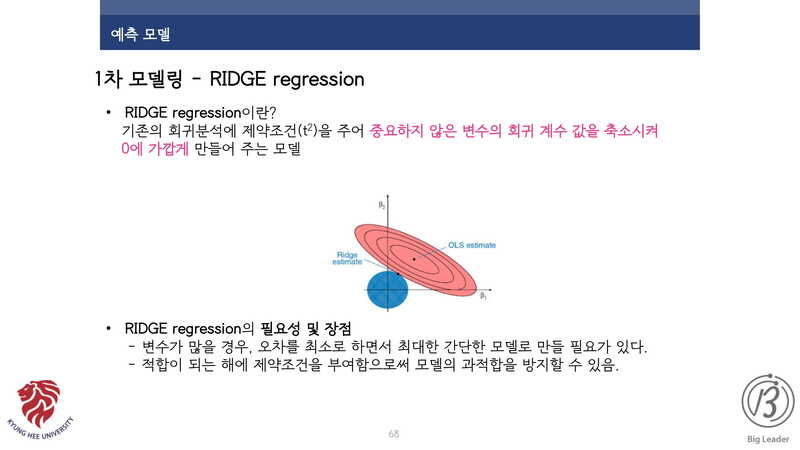 예측 모델
1차 모델링 - RIDGE regression
• RIDGE regression이란?
기존의 회귀분석에 제약조건(t²)을 주어 중요하지 않은 변수의 회귀 계수 값을 축소시켜
0에 가깝게 만들어 주는 모델
β₂
OLS estimate
Ridge
estimate
β₁
• RIDGE regression의 필요성 및 장점
- 변수가 많을 경우, 오차를 최소로 하면서 최대한 간단한 모델로 만들 필요가 있다.
- 적합이 되는 해에 제약조건을 부여함으로써 모델의 과적합을 방지할 수 있음.
KYUNG HEE UNIVERSITY
68
Big Leader